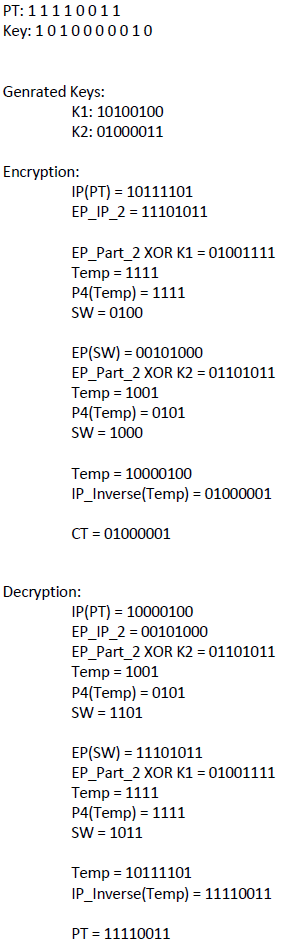 PT: 1 1 1 1 0 0 1 1
Key: 1 0 1 0 0 0 0 0 1 0
Genrated Keys:
K1: 10100100
K2: 01000011
Encryption:
IP(PT) = 10111101
EP_IP_2 = 11101011
EP_Part_2 XOR K1 = 01001111
Temp = 1111
P4(Temp) = 1111
SW = 0100
EP(SW) = 00101000
EP_Part_2 XOR K2 = 01101011
Temp = 1001
P4(Temp) = 0101
SW = 1000
Temp = 10000100
IP_Inverse(Temp) = 01000001
CT = 01000001
Decryption:
IP(PT) = 10000100
EP_IP_2 = 00101000
EP_Part_2 XOR K2 = 01101011
Temp = 1001
P4(Temp) = 0101
SW = 1101
EP(SW) = 11101011
EP_Part_2 XOR K1 = 01001111
Temp = 1111
P4(Temp) = 1111
SW = 1011
Temp = 10111101
IP_Inverse(Temp) = 11110011
PT = 11110011